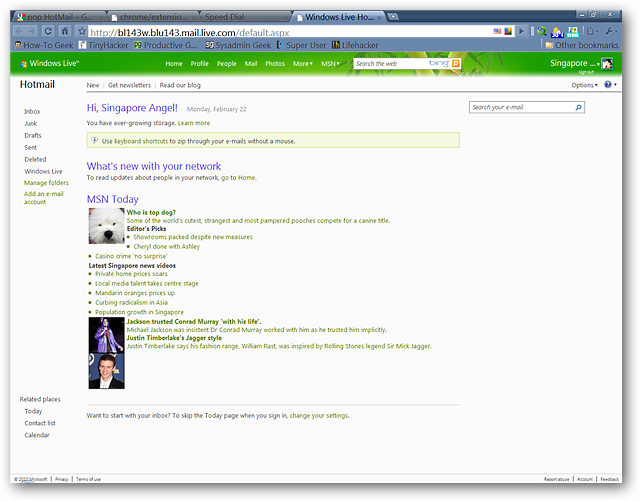 pop HotMail - G...
chrome/extensio...
Speed Dial
Windows Live Ho...
http://bl143w.blu143.mail.live.com/default.aspx
How-To Geek
TinyHacker
Productive G...
Sysadmin Geek
Super User
Lifehacker
Other bookmarks
Windows Live™
Home Profile People Mail Photos More MSN
Search the web
bing
Singapore ...
sign out
Hotmail
New | Get newsletters | Read our blog
Options
Inbox
Junk
Drafts
Sent
Deleted
Windows Live
Manage folders
Add an e-mail
account
Hi, Singapore Angel! Monday, February 22
Search your e-mail
You have ever-growing storage. Learn more
Use keyboard shortcuts to zip through your e-mails without a mouse.
What's new with your network
To read updates about people in your network, go to Home.
MSN Today
Who is top dog?
Some of the world's cutest, strangest and most pampered pooches compete for a canine title.
Editor's Picks
Showrooms packed despite new measures
Cheryl done with Ashley
Casino crime 'no surprise'
Latest Singapore news videos
Private home prices soars
Local media talent takes centre stage
Mandarin oranges prices up
Curbing radicalism in Asia
Population growth in Singapore
Jackson trusted Conrad Murray 'with his life'.
Michael Jackson was insistent Dr Conrad Murray worked with him as he trusted him implicitly.
Justin Timberlake's Jagger style
Justin Timberlake says his fashion range, William Rast, was inspired by Rolling Stones legend Sir Mick Jagger.
Related places
Today
Contact list
Calendar
Want to start with your inbox? To skip the Today page when you sign in, change your settings.
© 2010 Microsoft | Privacy | Terms of use
Report abuse | Account | Feedback